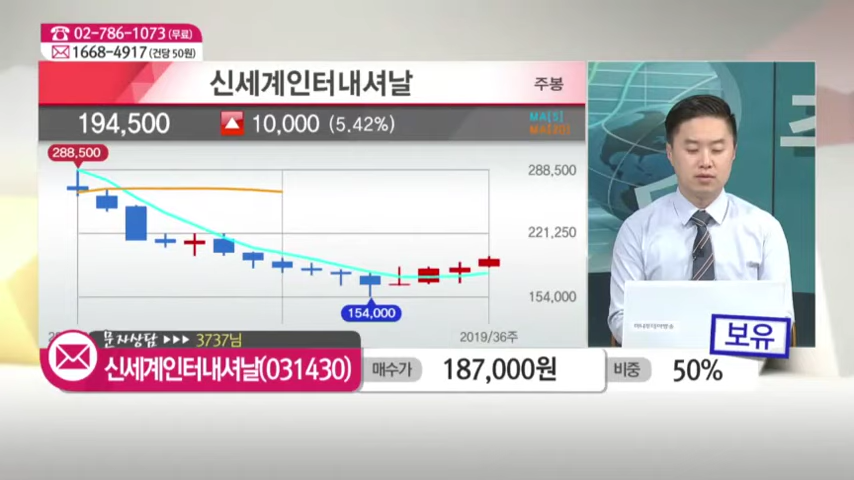 02-786-1073 (무료)
1668-4917 (건당 50원)
신세계인터내셔날
주봉
194,500
10,000 (5.42%)
MA[5]
MA[20]
288,500
288,500
221,250
154,000
154,000
2019/36주
문자상담 ▶▶▶ 3737님
신세계인터내셔날(031430)
매수가
187,000원
비중
50%
보유